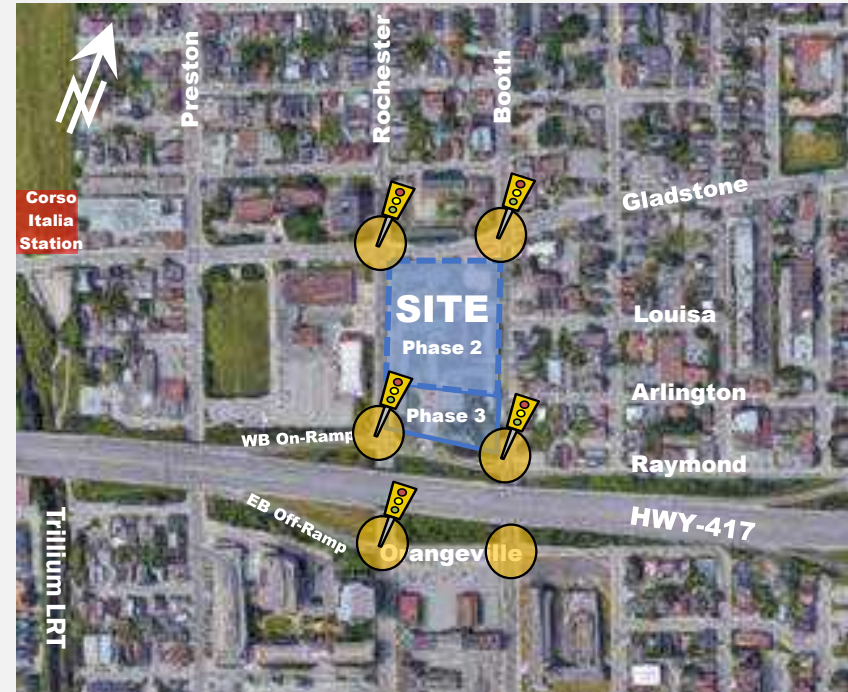 Preston
Rochester
Booth
Gladstone
Corso
Italia
Station
SITE
Phase 2
Louisa
Arlington
Phase 3
WB On-Ramp
Raymond
EB Off-Ramp
HWY-417
Orangeville
Trillium LRT